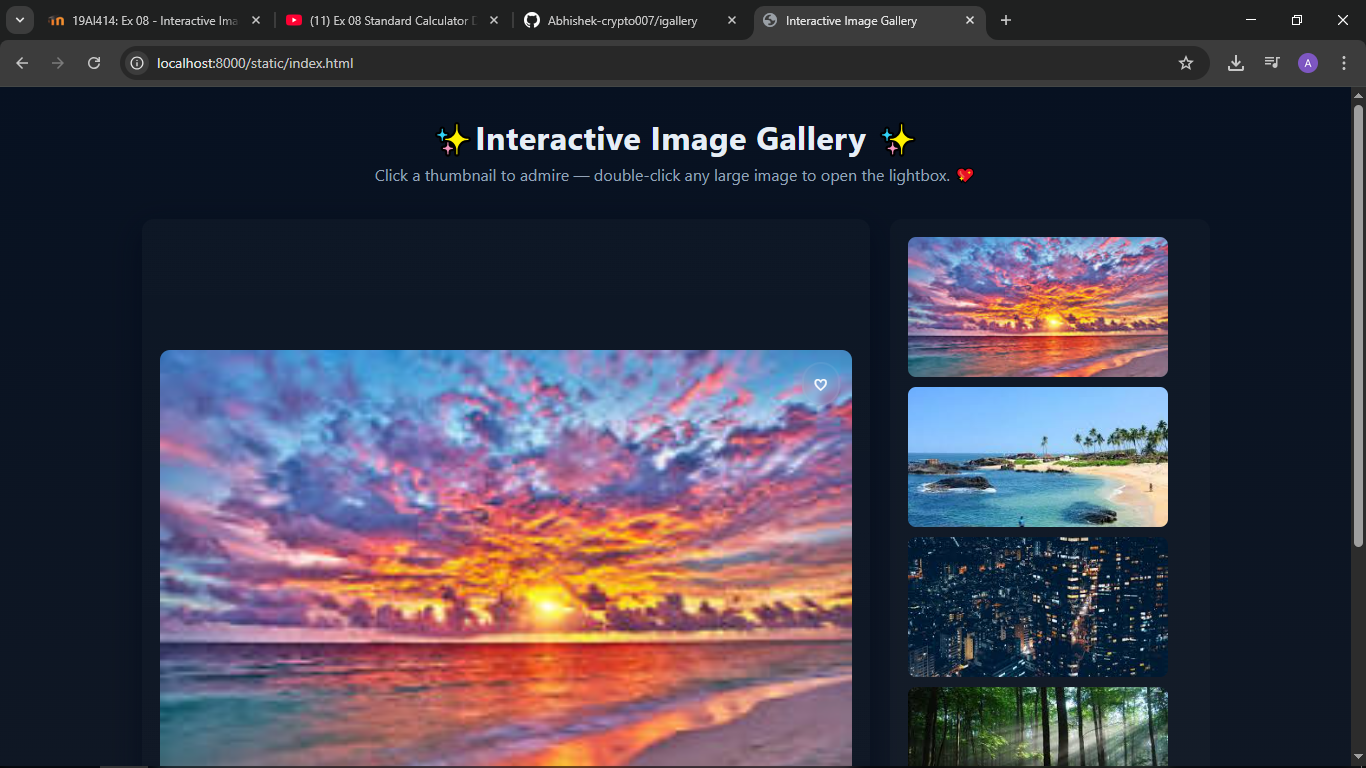 19AI414: Ex 08 - Interactive Ima
(11) Ex 08 Standard Calculator D
Abhishek-crypto007/igallery
Interactive Image Gallery
localhost:8000/static/index.html
A
✨Interactive Image Gallery ✨
Click a thumbnail to admire — double-click any large image to open the lightbox. 💖